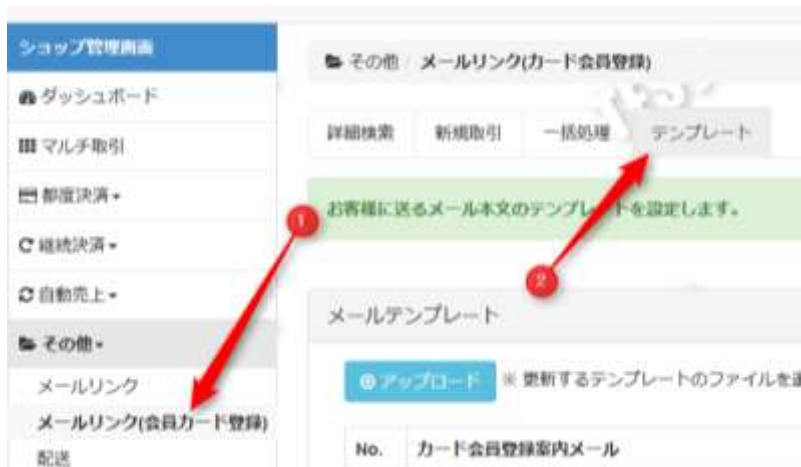 ショップ管理画面
ダッシュボード
マルチ取引
都度決済
継続決済
自動売上
その他
メールリンク
メールリンク(会員カード登録)
配送
その他 / メールリンク(カード会員登録)
詳細検索 新規取引 一括処理 テンプレート
お客様に送るメール本文のテンプレートを設定します。
1
2
メールテンプレート
アップロード ※ 更新するテンプレートのファイルを
No. カード会員登録案内メール